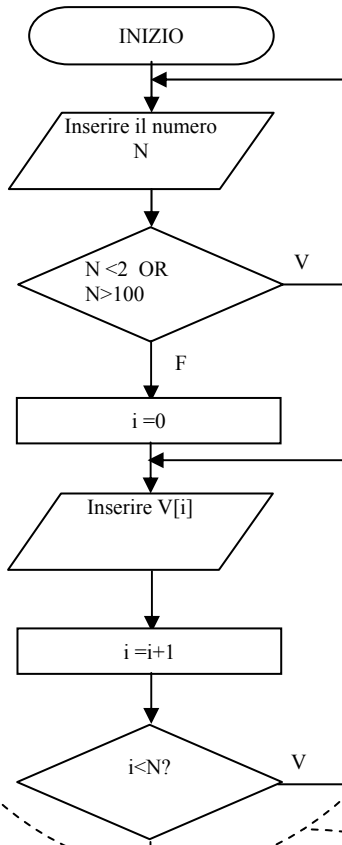 INIZIO
Inserire il numero
N
N <2 OR
N>100
V
F
i =0
Inserire V[i]
i =i+1
i<N?
V